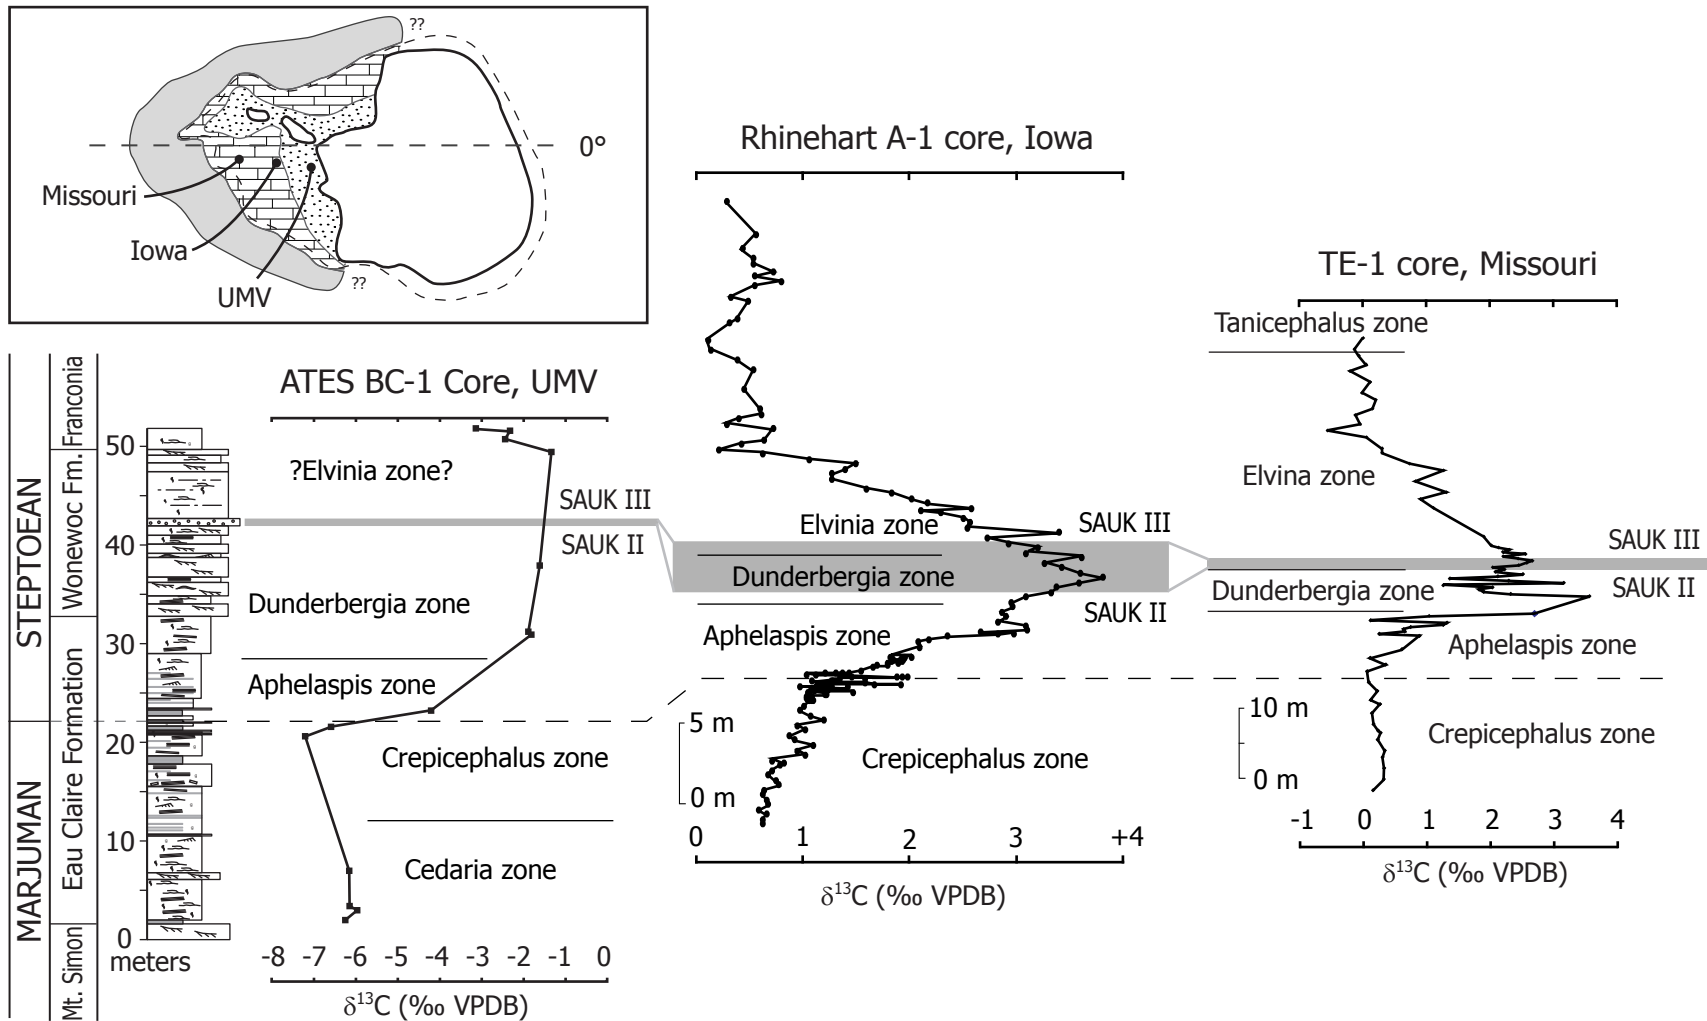 ??
0°
Missouri
Iowa
UMV
??
Rhinehart A-1 core, Iowa
TE-1 core, Missouri
Tanicephalus zone
ATES BC-1 Core, UMV
STEPTOEAN
MARJUMAN
Franconia
Wonewoc Fm.
Eau Claire Formation
Mt. Simon
50
40
30
20
10
0
meters
?Elvinia zone?
SAUK III
SAUK II
Dunderbergia zone
Aphelaspis zone
Crepicephalus zone
Cedaria zone
-8 -7 -6 -5 -4 -3 -2 -1 0
δ13C (‰ VPDB)
Elvinia zone
SAUK III
Dunderbergia zone
SAUK II
Aphelaspis zone
5 m
0 m
Crepicephalus zone
0 1 2 3 +4
δ13C (‰ VPDB)
Elvina zone
SAUK III
SAUK II
Dunderbergia zone
Aphelaspis zone
10 m
0 m
Crepicephalus zone
-1 0 1 2 3 4
δ13C (‰ VPDB)